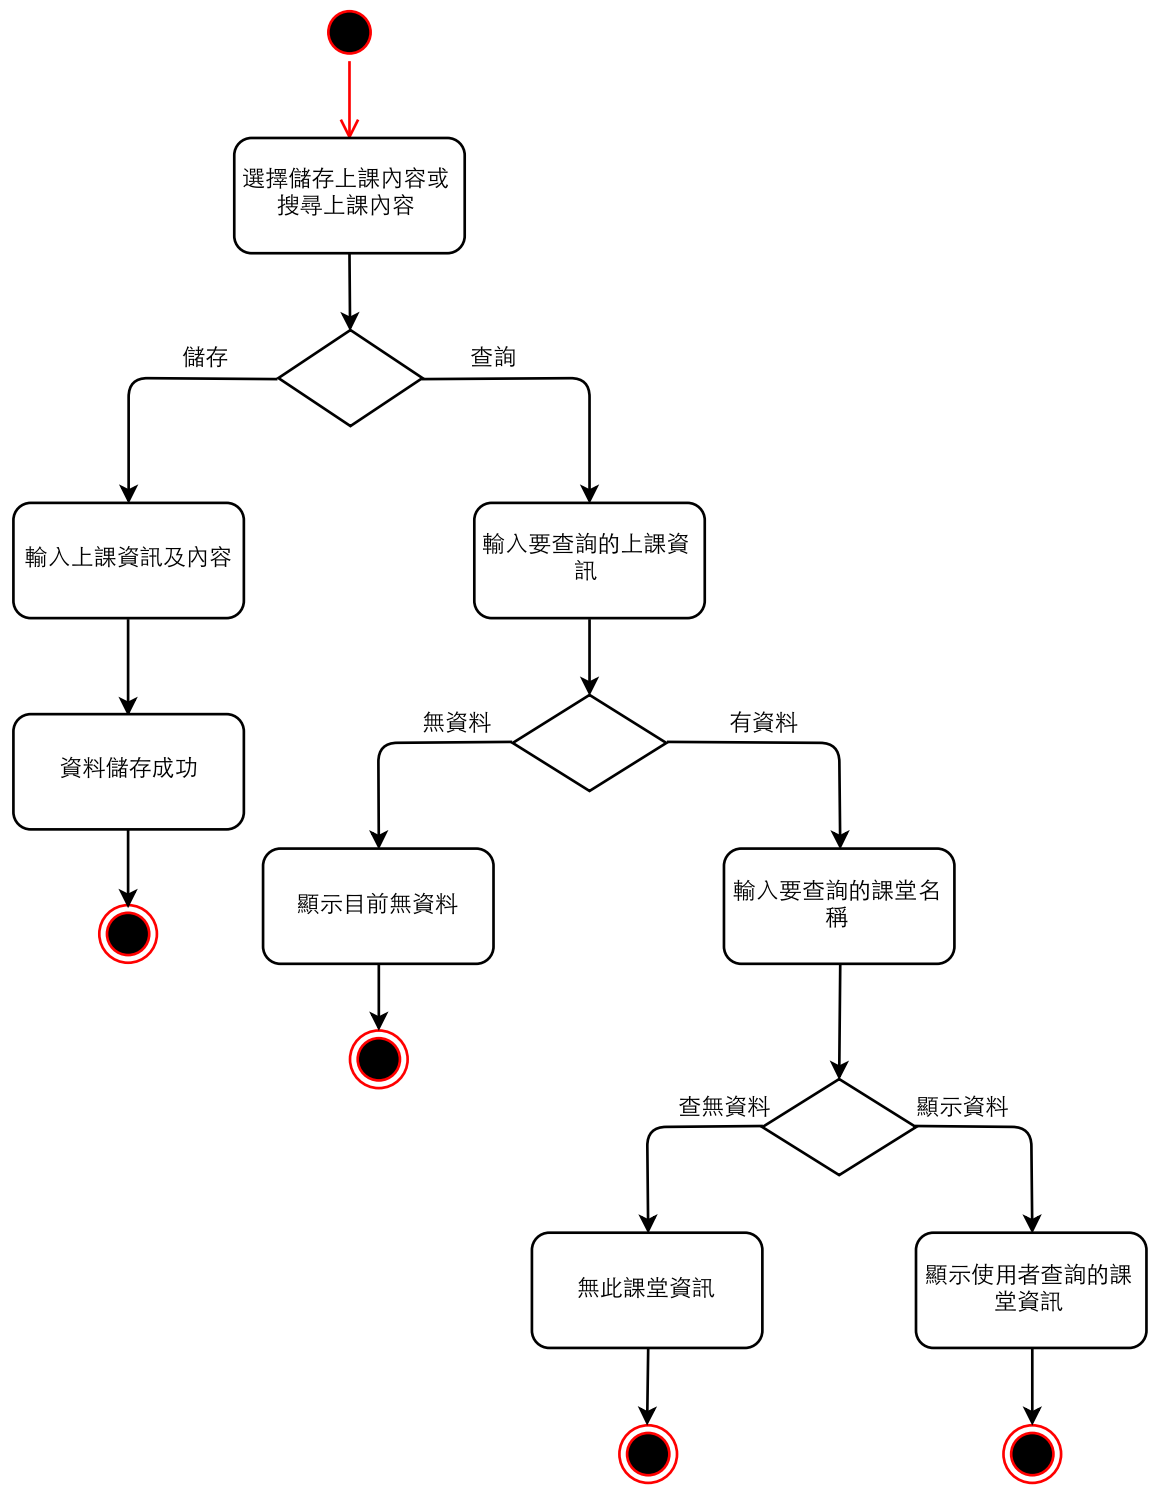 選擇儲存上課內容或
搜尋上課內容
儲存
查詢
輸入上課資訊及內容
輸入要查詢的上課資
訊
無資料
有資料
資料儲存成功
顯示目前無資料
輸入要查詢的課堂名
稱
查無資料
顯示資料
無此課堂資訊
顯示使用者查詢的課
堂資訊